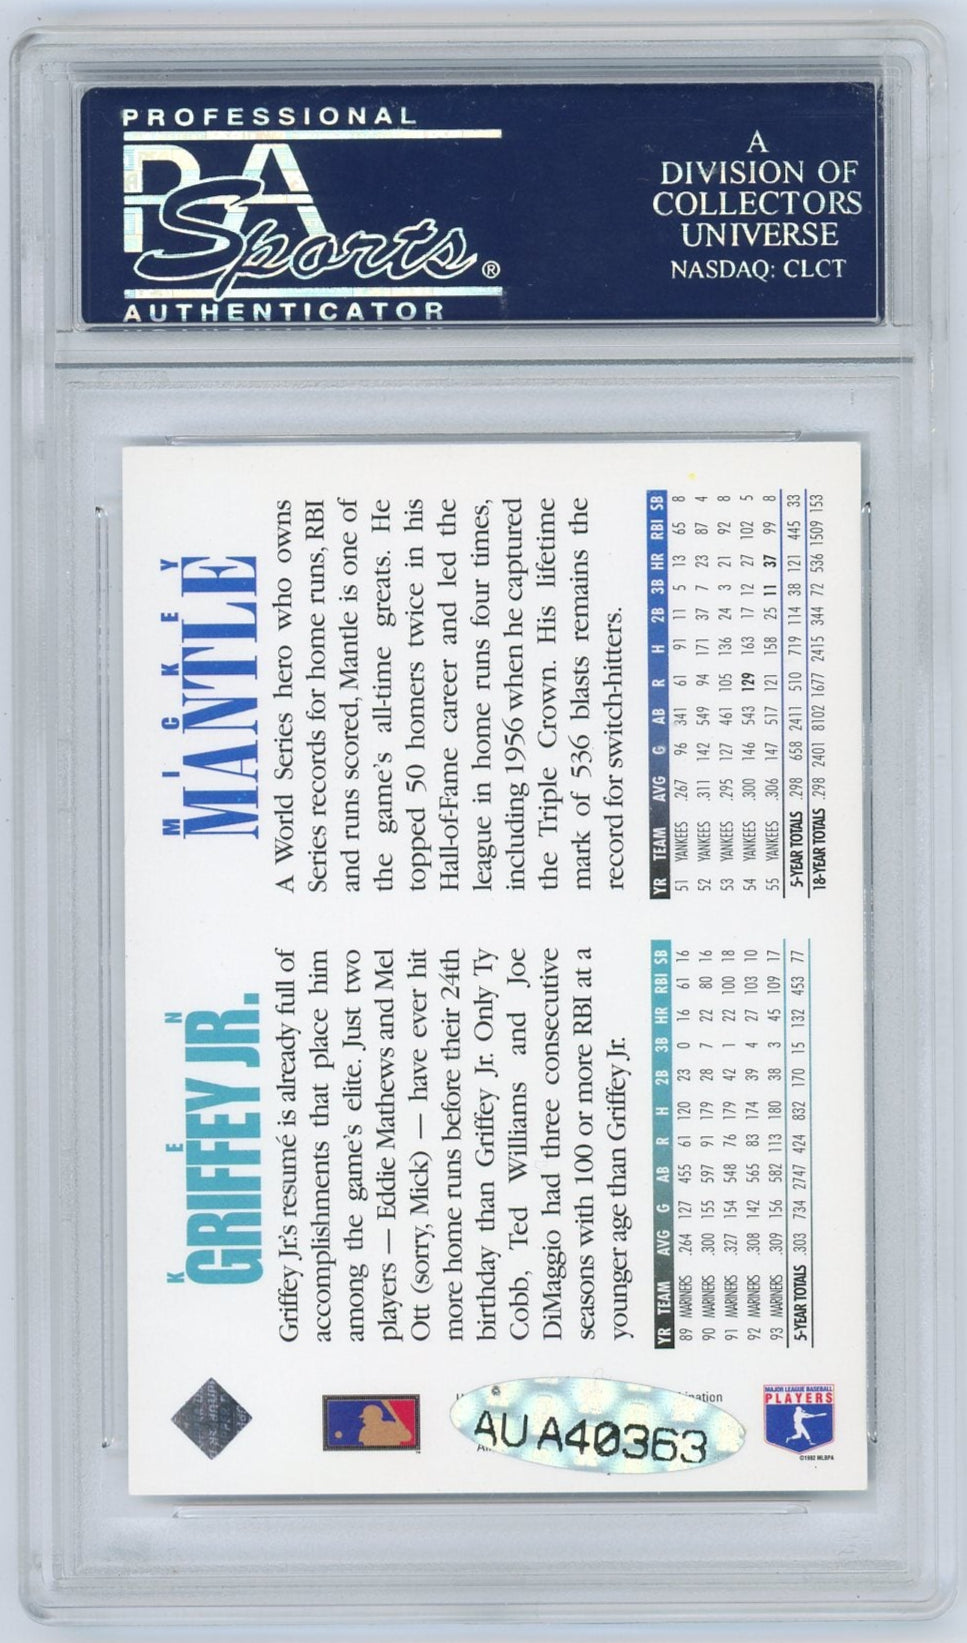 PROFESSIONAL
PSA
Sports®
AUTHENTICATOR
A
DIVISION OF
COLLECTORS
UNIVERSE
NASDAQ: CLCT
KEN
GRIFFEY JR.
Griffey Jr.'s resumé is already full of
accomplishments that place him
among the game's elite. Just two
players — Eddie Mathews and Mel
Ott (sorry, Mick) — have ever hit
more home runs before their 24th
birthday than Griffey Jr. Only Ty
Cobb, Ted Williams and Joe
DiMaggio had three consecutive
seasons with 100 or more RBI at a
younger age than Griffey Jr.
YR TEAM AVG G AB R H 2B 3B HR RBI SB
89 MARINERS .264 127 455 61 120 23 0 16 61 16
90 MARINERS .300 155 597 91 179 28 7 22 80 16
91 MARINERS .327 154 548 76 179 42 1 22 100 18
92 MARINERS .308 142 565 83 174 39 4 27 103 10
93 MARINERS .309 156 582 113 180 38 3 45 109 17
5-YEAR TOTALS .303 734 2747 424 832 170 15 132 453 77
MICKEY
MANTLE
A World Series hero who owns
Series records for home runs, RBI
and runs scored, Mantle is one of
the game's all-time greats. He
topped 50 homers twice in his
Hall-of-Fame career and led the
league in home runs four times,
including 1956 when he captured
the Triple Crown. His lifetime
mark of 536 blasts remains the
record for switch-hitters.
YR TEAM AVG G AB R H 2B 3B HR RBI SB
51 YANKEES .267 96 341 61 91 11 5 13 65 8
52 YANKEES .311 142 549 94 171 37 7 23 87 4
53 YANKEES .295 127 461 105 136 24 3 21 92 8
54 YANKEES .300 146 543 129 163 17 12 27 102 5
55 YANKEES .306 147 517 121 158 25 11 37 99 8
5-YEAR TOTALS .298 658 2411 510 719 114 38 121 445 33
18-YEAR TOTALS .298 2401 8102 1677 2415 344 72 536 1509 153
AUA40363
MAJOR LEAGUE BASEBALL
PLAYERS
©1992 MLBPA